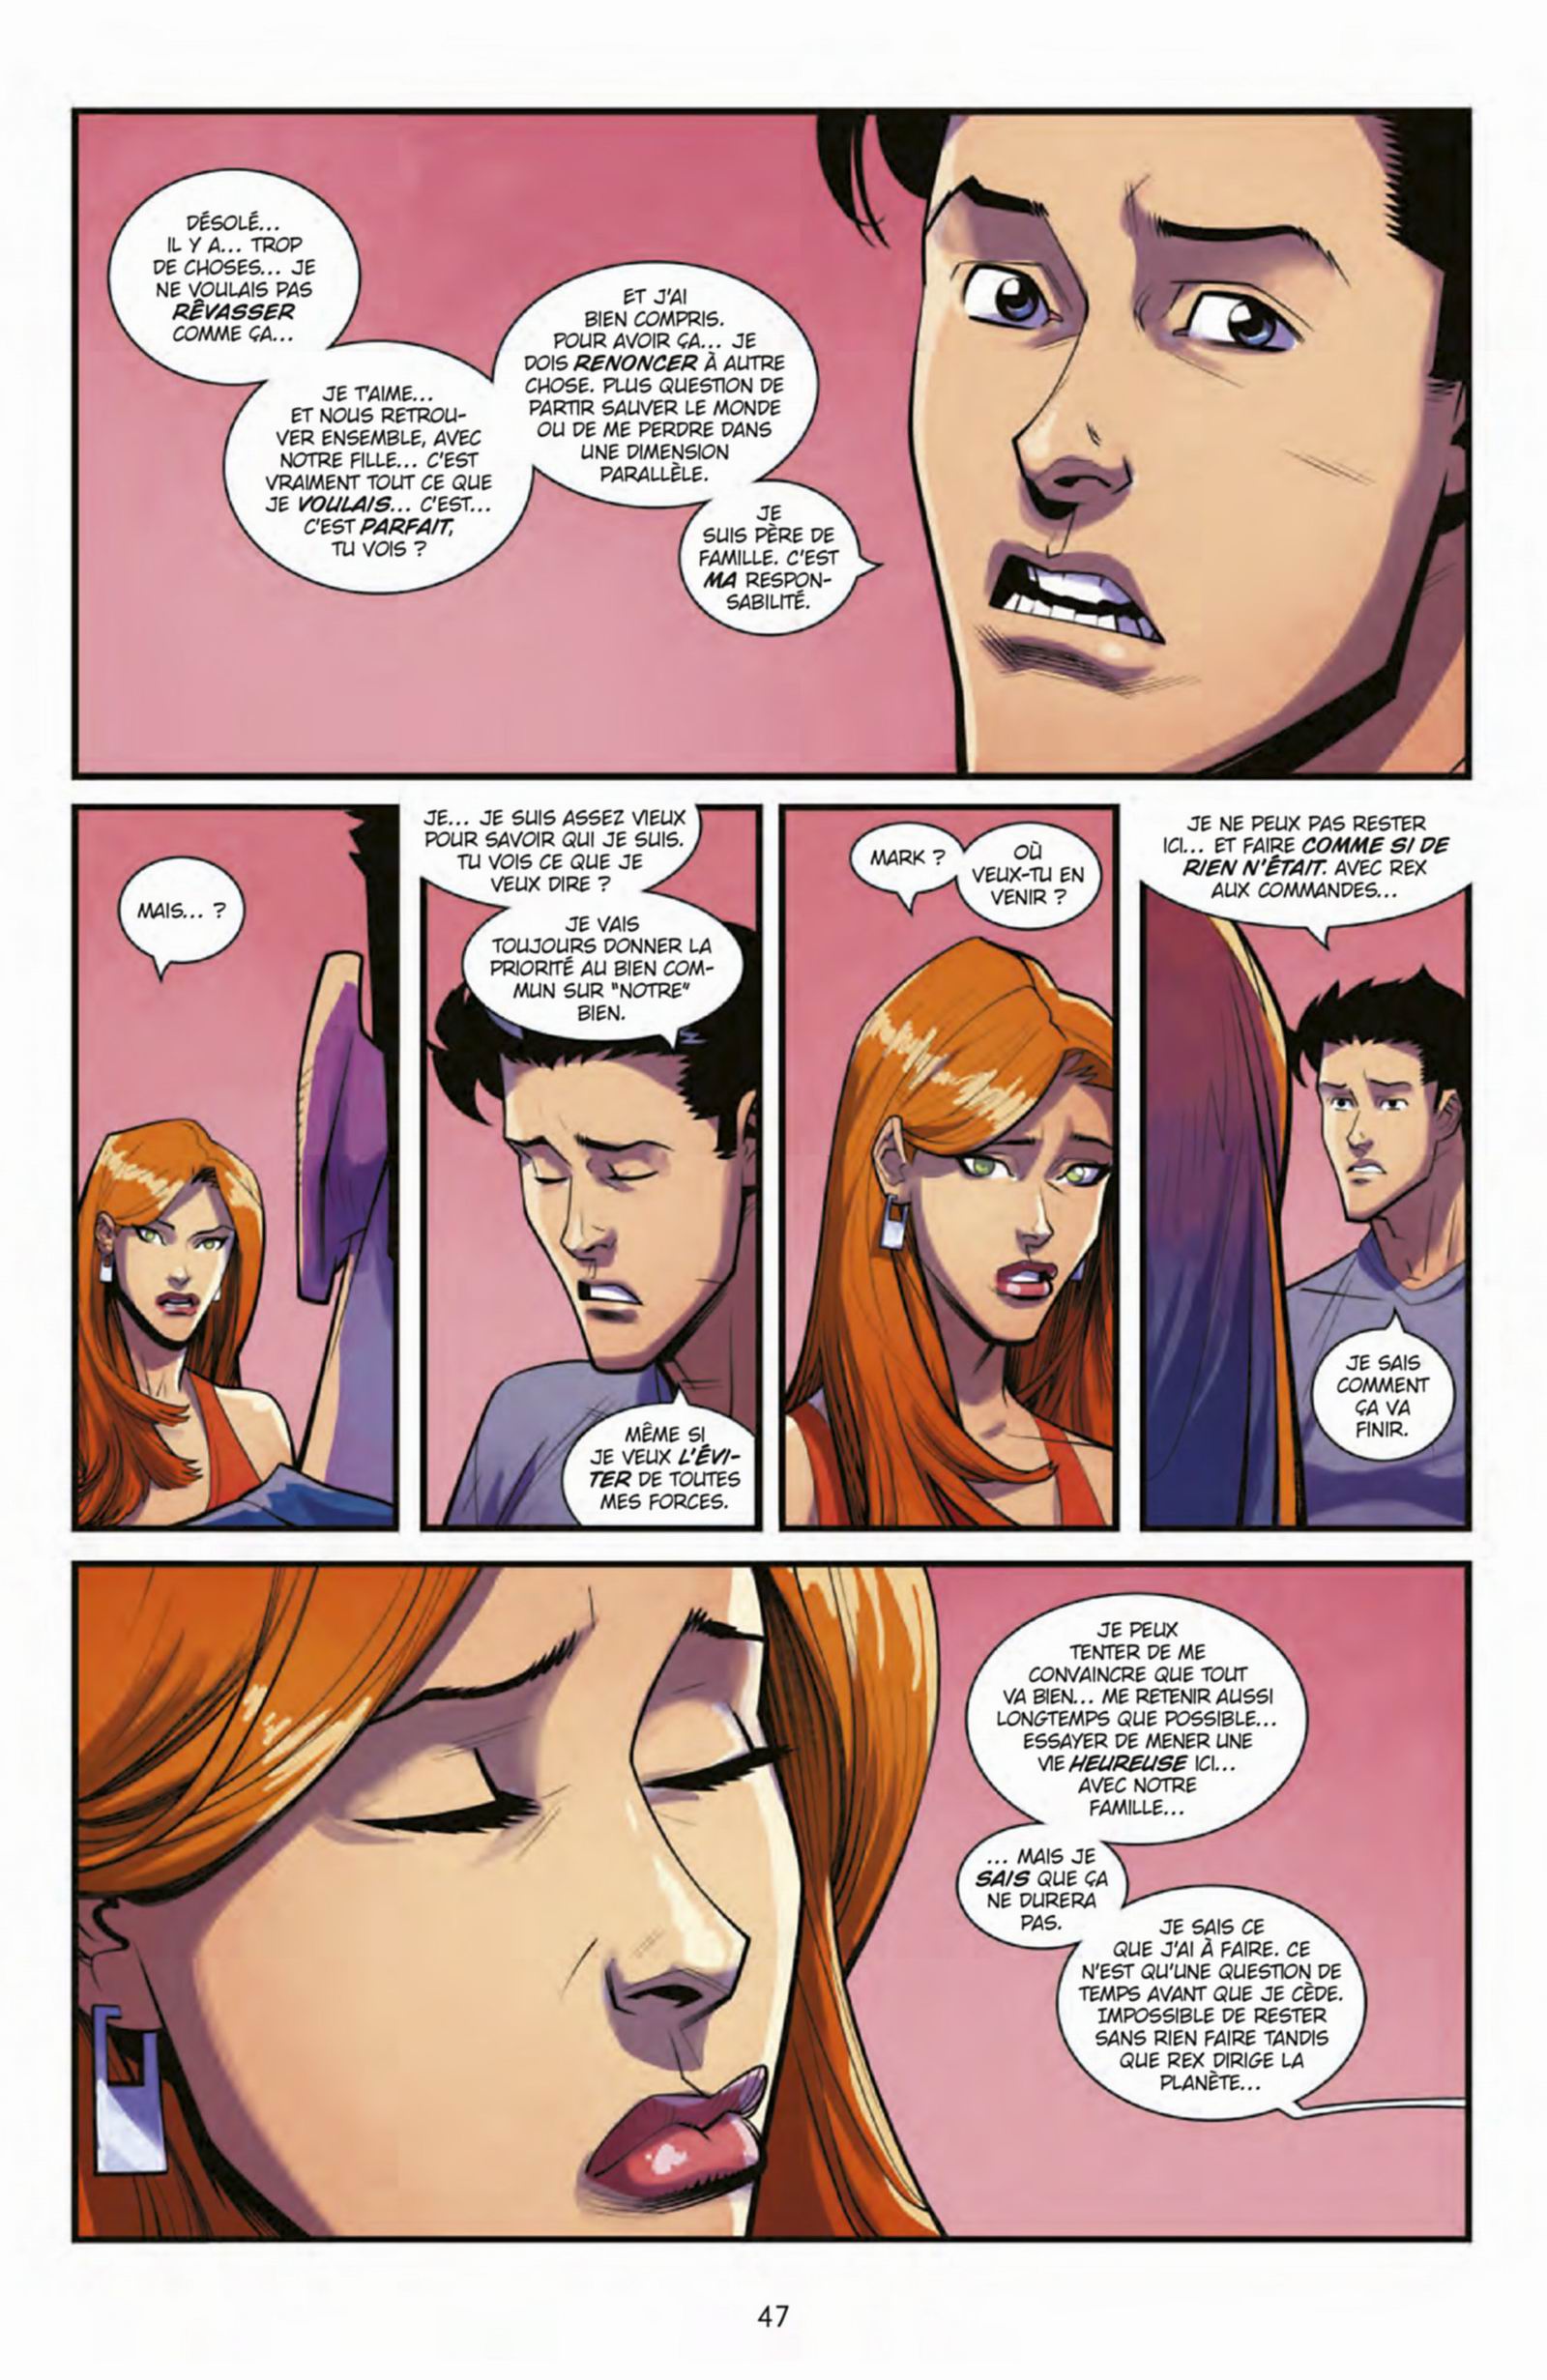 DÉSOLÉ...
IL Y A... TROP
DE CHOSES... JE
NE VOULAIS PAS
RÊVASSER
COMME ÇA...
JE T'AIME...
ET NOUS RETROU-
VER ENSEMBLE, AVEC
NOTRE FILLE... C'EST
VRAIMENT TOUT CE QUE
JE VOULAIS... C'EST...
C'EST PARFAIT,
TU VOIS ?
ET J'AI
BIEN COMPRIS.
POUR AVOIR ÇA... JE
DOIS RENONCER À AUTRE
CHOSE. PLUS QUESTION DE
PARTIR SAUVER LE MONDE
OU DE ME PERDRE DANS
UNE DIMENSION
PARALLÈLE.
JE
SUIS PÈRE DE
FAMILLE. C'EST
MA RESPON-
SABILITÉ.
MAIS... ?
JE... JE SUIS ASSEZ VIEUX
POUR SAVOIR QUI JE SUIS.
TU VOIS CE QUE JE
VEUX DIRE ?
JE VAIS
TOUJOURS DONNER LA
PRIORITÉ AU BIEN COM-
MUN SUR "NOTRE"
BIEN.
MÊME SI
JE VEUX L'ÉVI-
TER DE TOUTES
MES FORCES.
MARK ?
OÙ
VEUX-TU EN
VENIR ?
JE NE PEUX PAS RESTER
ICI... ET FAIRE COMME SI DE
RIEN N'ÉTAIT. AVEC REX
AUX COMMANDES...
JE SAIS
COMMENT
ÇA VA
FINIR.
JE PEUX
TENTER DE ME
CONVAINCRE QUE TOUT
VA BIEN... ME RETENIR AUSSI
LONGTEMPS QUE POSSIBLE...
ESSAYER DE MENER UNE
VIE HEUREUSE ICI...
AVEC NOTRE
FAMILLE...
... MAIS JE
SAIS QUE ÇA
NE DURERA
PAS.
JE SAIS CE
QUE J'AI À FAIRE. CE
N'EST QU'UNE QUESTION DE
TEMPS AVANT QUE JE CÈDE.
IMPOSSIBLE DE RESTER
SANS RIEN FAIRE TANDIS
QUE REX DIRIGE LA
PLANÈTE...
47